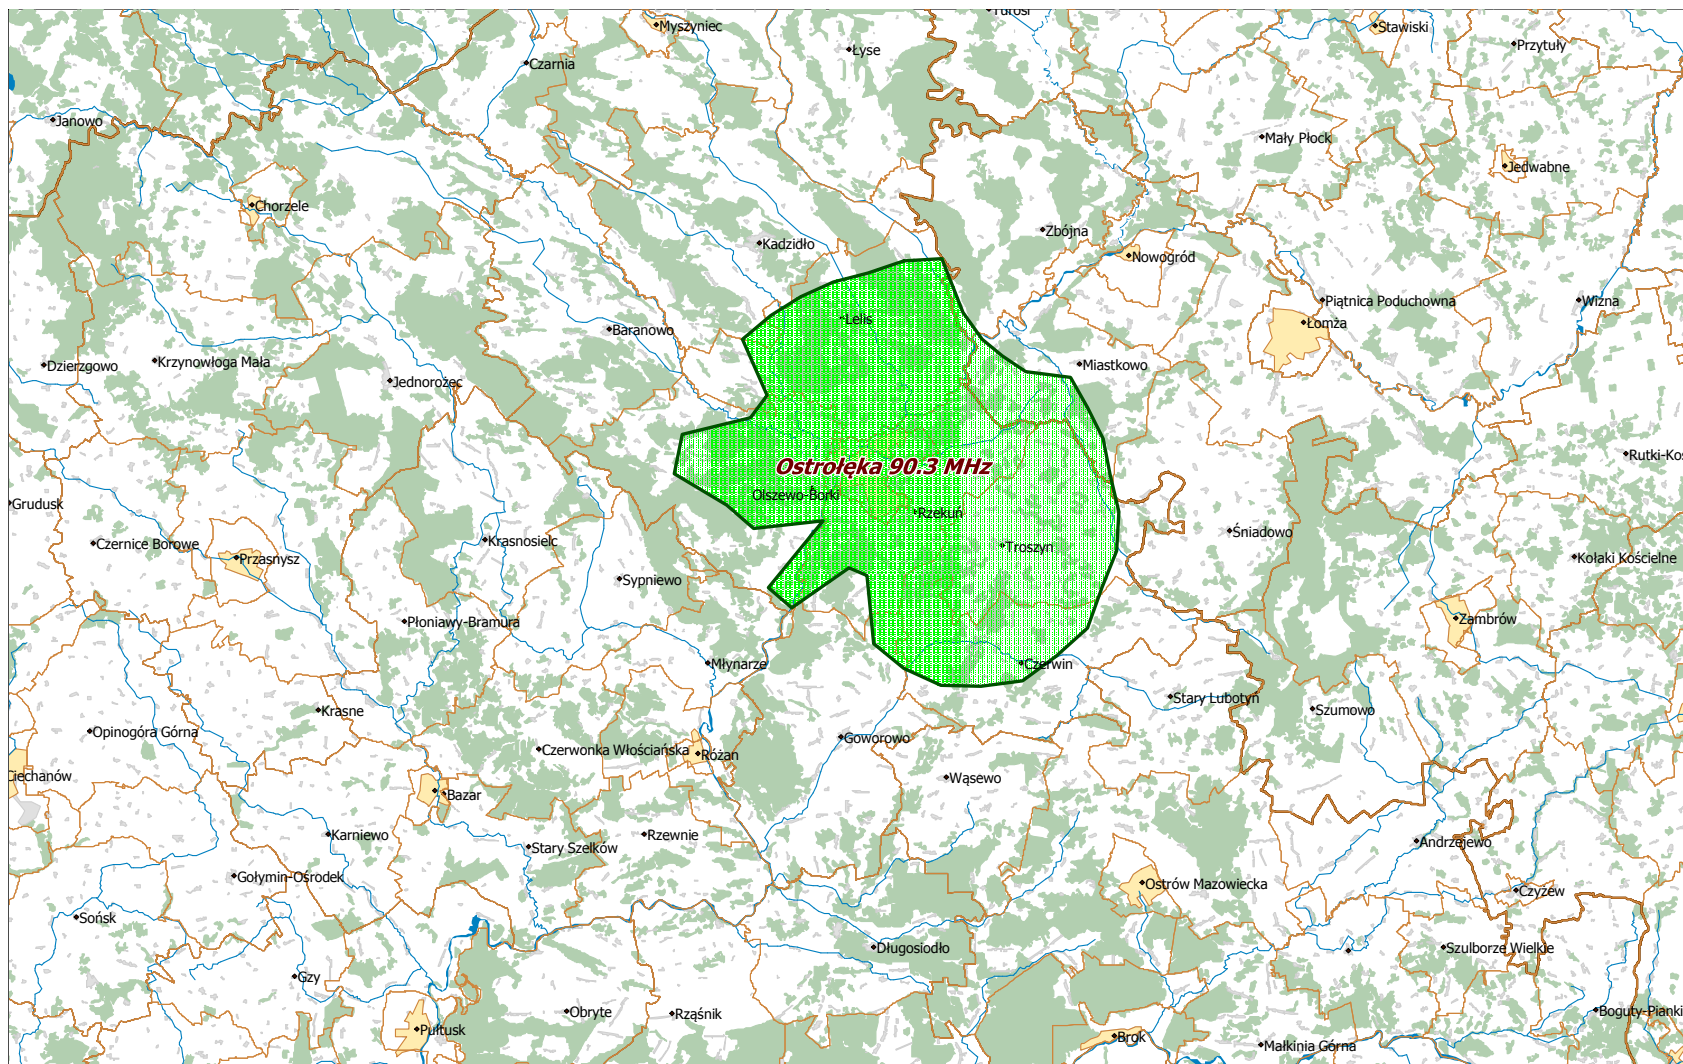 Turośl
Myszyniec
Stawiski
Łyse
Przytuły
Czarnia
Janowo
Mały Płock
Jedwabne
Chorzele
Zbójna
Kadzidło
Nowogród
Piątnica Poduchowna
Wizna
Lelis
Łomża
Baranowo
Krzynowłoga Mała
Dzierzgowo
Miastkowo
Jednorożec
Rutki-Kos
Ostrołęka 90.3 MHz
Olszewo-Borki
Grudusk
Rzekuń
Śniadowo
Czernice Borowe
Krasnosielc
Troszyn
Przasnysz
Kołaki Kościelne
Sypniewo
Płoniawy-Bramura
Zambrów
Młynarze
Czerwin
Stary Lubotyń
Krasne
Szumowo
Opinogóra Górna
Goworowo
Czerwonka Włościańska
Różan
Ciechanów
Wąsewo
Bazar
Karniewo
Rzewnie
Andrzejewo
Stary Szelków
Gołymin-Ośrodek
Ostrów Mazowiecka
Czyżew
Sońsk
Długosiodło
Szulborze Wielkie
Gzy
Obryte
Rząśnik
Boguty-Pianki
Pułtusk
Brok
Małkinia Górna